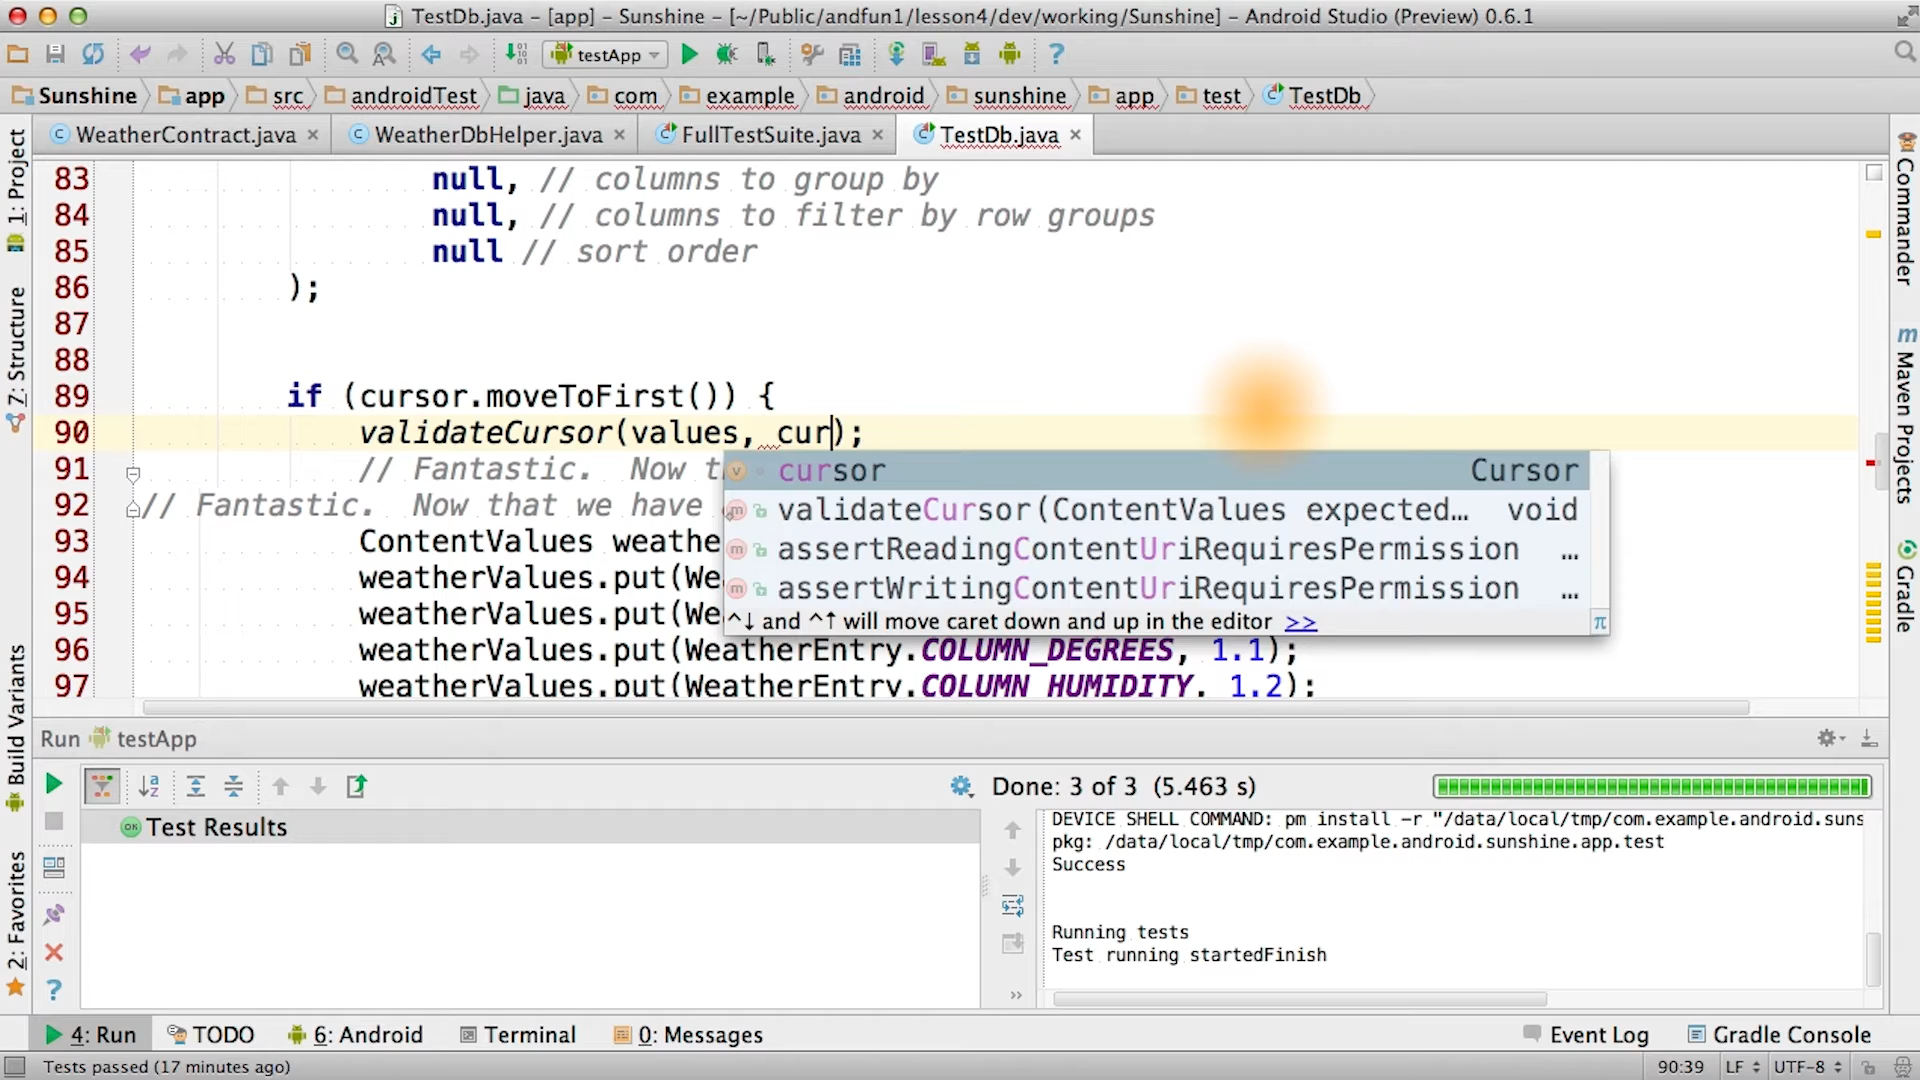 TestDb.java - [app] - Sunshine - [~/Public/andfun1/lesson4/dev/working/Sunshine] - Android Studio (Preview) 0.6.1
testApp
Sunshine app src androidTest java com example android sunshine app test TestDb
WeatherContract.java WeatherDbHelper.java FullTestSuite.java TestDb.java
1: Project
7: Structure
Build Variants
2: Favorites
83 null, // columns to group by
84 null, // columns to filter by row groups
85 null // sort order
86 );
87
88
89 if (cursor.moveToFirst()) {
90 validateCursor(values, cur);
91 // Fantastic. Now t
92 // Fantastic. Now that we have
93 ContentValues weathe
94 weatherValues.put(We
95 weatherValues.put(We
96 weatherValues.put(WeatherEntry.COLUMN_DEGREES, 1.1);
97 weatherValues.put(WeatherEntry.COLUMN_HUMIDITY, 1.2);
cursor Cursor
validateCursor(ContentValues expected… void
assertReadingContentUriRequiresPermission …
assertWritingContentUriRequiresPermission …
^↓ and ^↑ will move caret down and up in the editor >>
π
Commander
Maven Projects
Gradle
Run testApp
Done: 3 of 3 (5.463 s)
Test Results
DEVICE SHELL COMMAND: pm install -r "/data/local/tmp/com.example.android.suns
pkg: /data/local/tmp/com.example.android.sunshine.app.test
Success
Running tests
Test running startedFinish
4: Run TODO 6: Android Terminal 0: Messages Event Log Gradle Console
Tests passed (17 minutes ago) 90:39 LF UTF-8